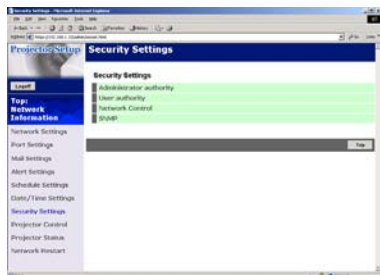 Security Settings - Microsoft Internet Explorer
Projector Setup
Security Settings
Logoff
Top:
Network
Information
Network Settings
Port Settings
Mail Settings
Alert Settings
Schedule Settings
Date/Time Settings
Security Settings
Projector Control
Projector Status
Network Restart
Security Settings
Administrator authority
User authority
Network Control
SNMP
Top